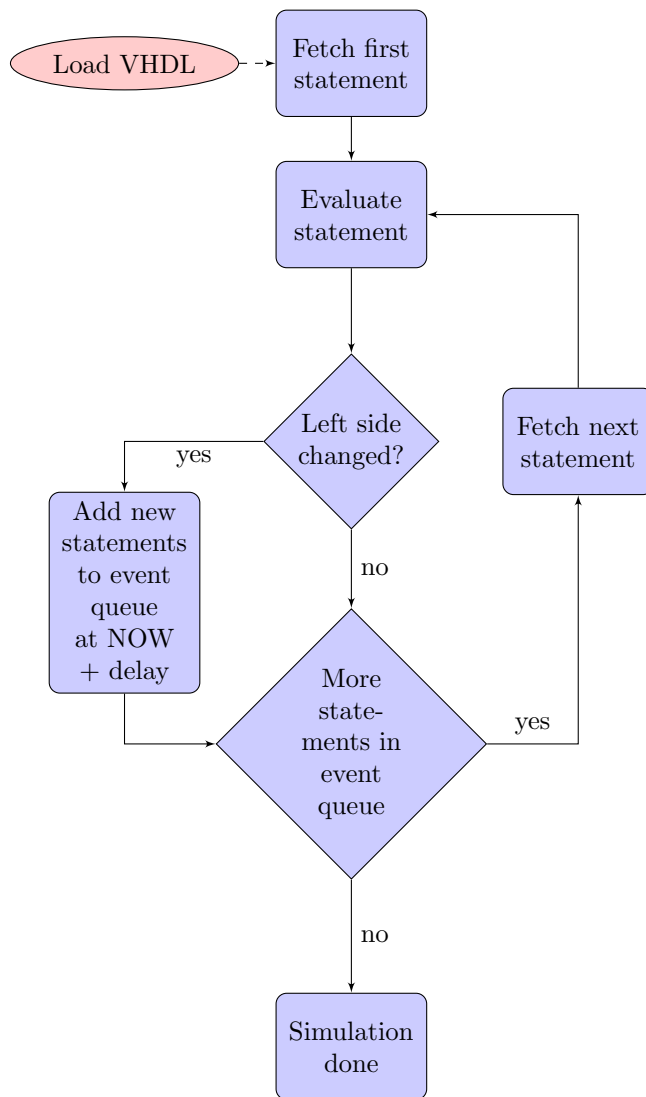 Load VHDL
Fetch first
statement
Evaluate
statement
Left side
changed?
yes
Fetch next
statement
Add new
statements
to event
queue
at NOW
+ delay
no
More
state-
ments in
event
queue
yes
no
Simulation
done